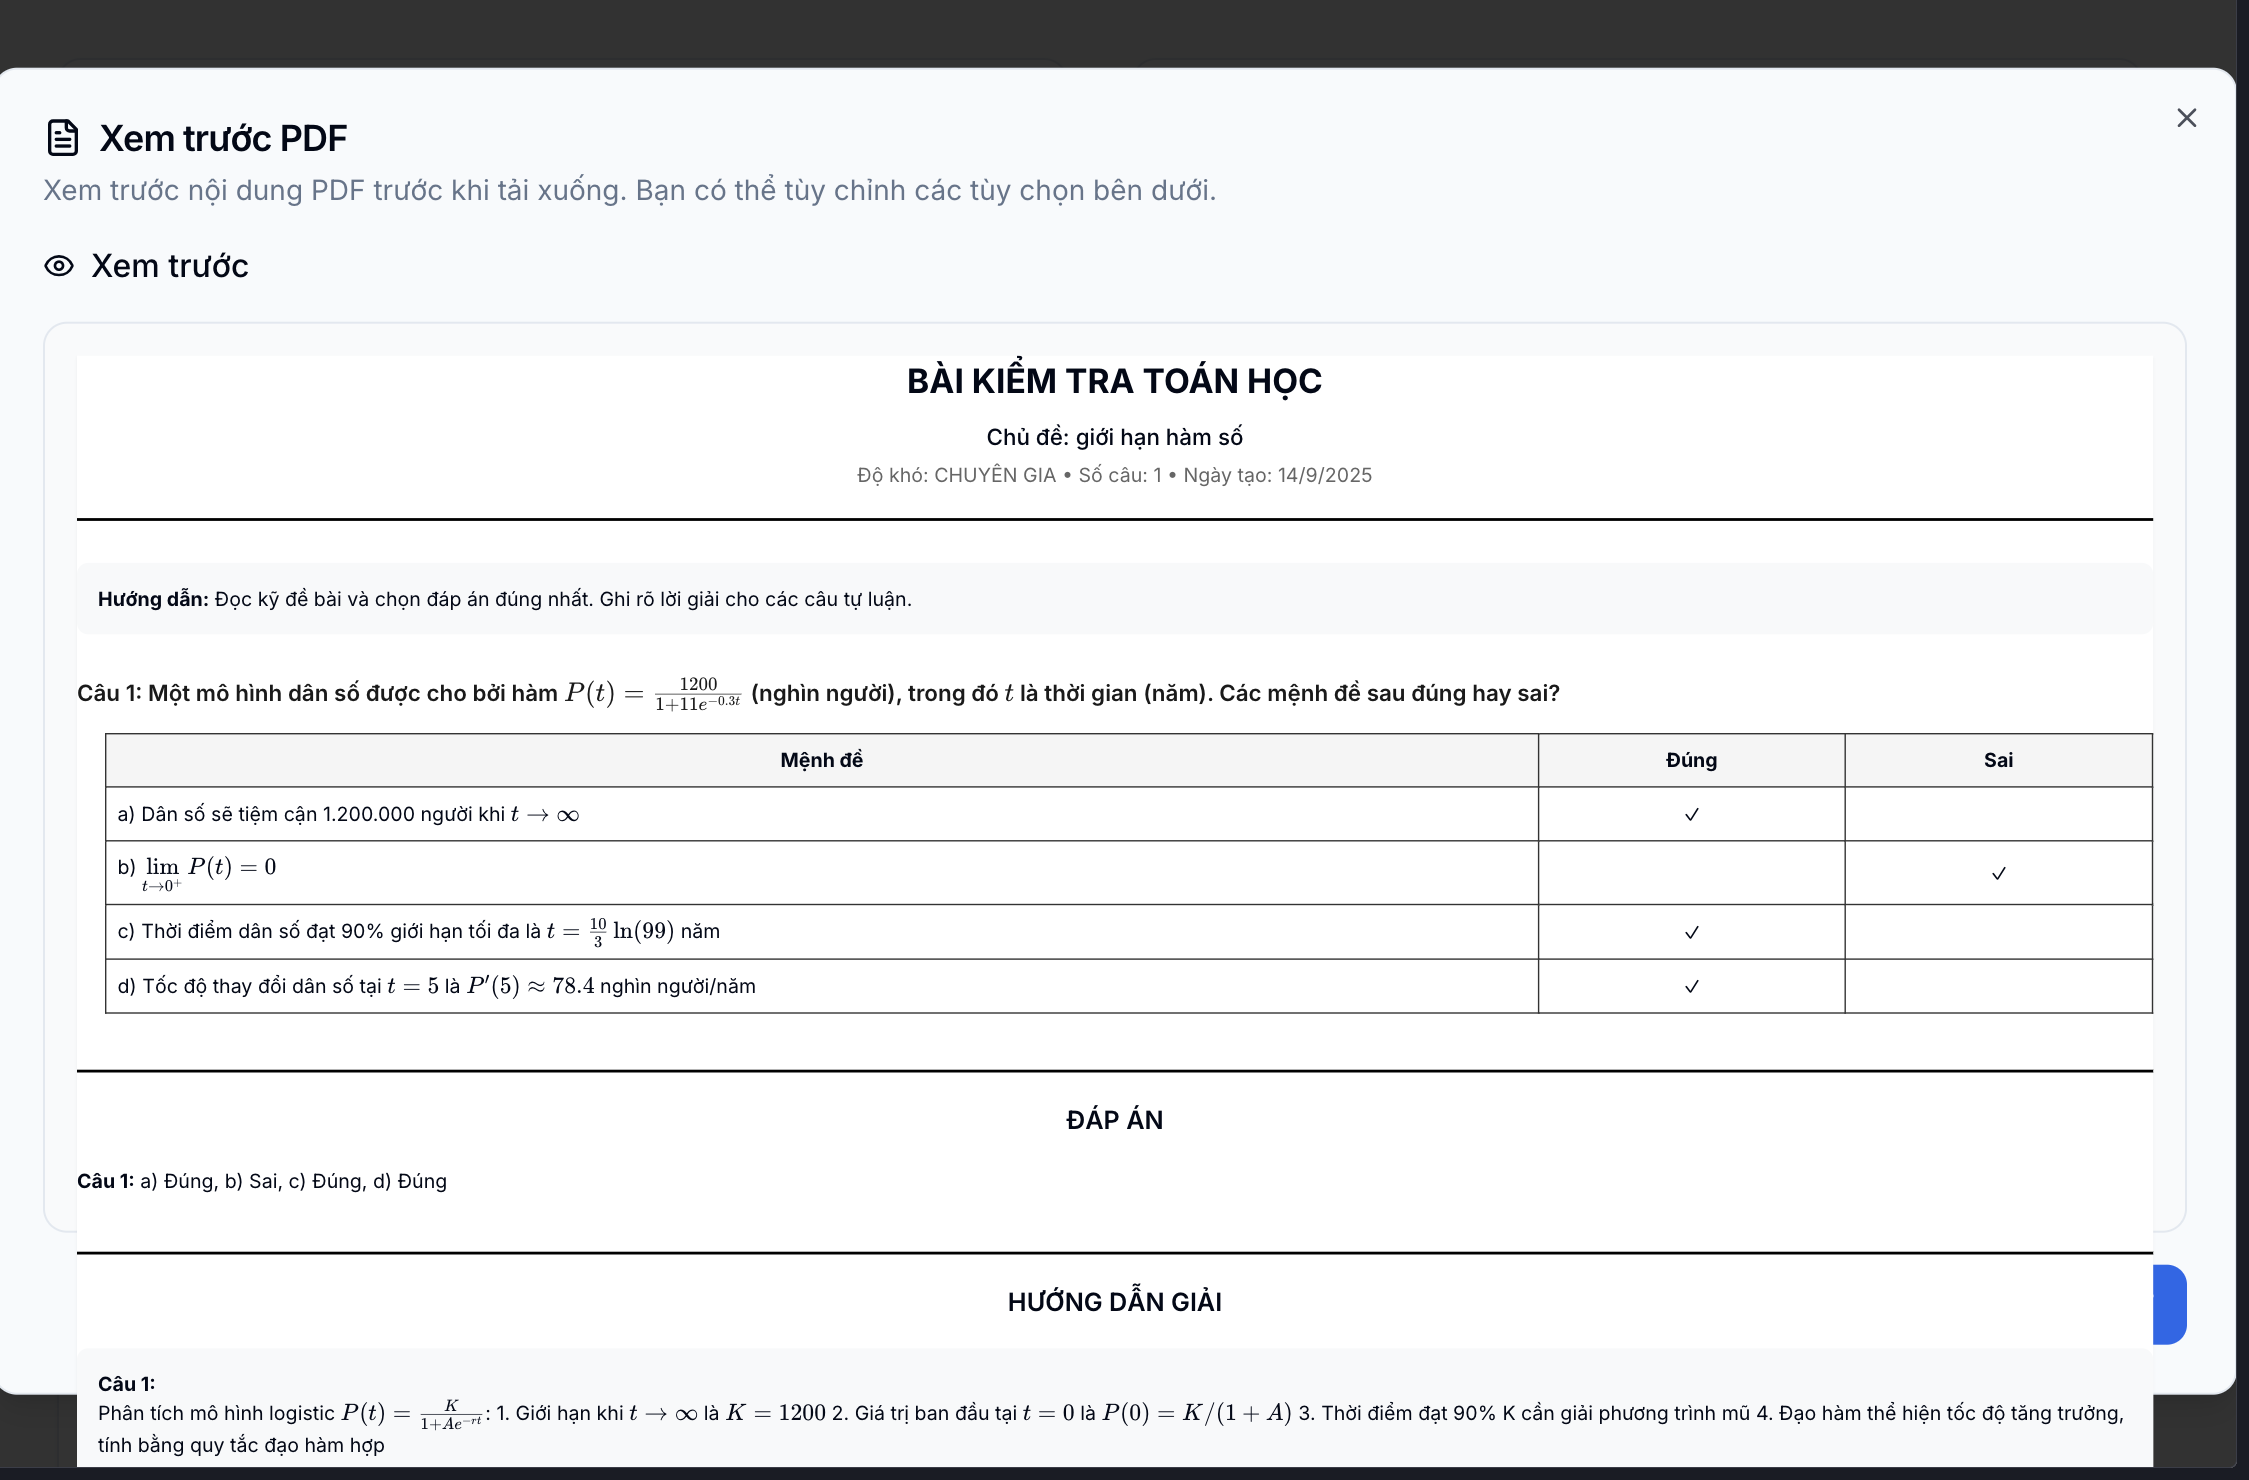 Xem trước PDF
Xem trước nội dung PDF trước khi tải xuống. Bạn có thể tùy chỉnh các tùy chọn bên dưới.
Xem trước
BÀI KIỂM TRA TOÁN HỌC
Chủ đề: giới hạn hàm số
Độ khó: CHUYÊN GIA • Số câu: 1 • Ngày tạo: 14/9/2025
Hướng dẫn: Đọc kỹ đề bài và chọn đáp án đúng nhất. Ghi rõ lời giải cho các câu tự luận.
Câu 1: Một mô hình dân số được cho bởi hàm $P(t) = \frac{1200}{1+11e^{-0.3t}}$ (nghìn người), trong đó $t$ là thời gian (năm). Các mệnh đề sau đúng hay sai?
Mệnh đề Đúng Sai
a) Dân số sẽ tiệm cận 1.200.000 người khi $t \to \infty$ ✓
b) $\lim_{t \to 0^+} P(t) = 0$ ✓
c) Thời điểm dân số đạt 90% giới hạn tối đa là $t = \frac{10}{3} \ln(99)$ năm ✓
d) Tốc độ thay đổi dân số tại $t = 5$ là $P'(5) \approx 78.4$ nghìn người/năm ✓
ĐÁP ÁN
Câu 1: a) Đúng, b) Sai, c) Đúng, d) Đúng
HƯỚNG DẪN GIẢI
Câu 1:
Phân tích mô hình logistic $P(t) = \frac{K}{1+Ae^{-rt}}$: 1. Giới hạn khi $t \to \infty$ là $K = 1200$ 2. Giá trị ban đầu tại $t = 0$ là $P(0) = K/(1 + A)$ 3. Thời điểm đạt 90% K cần giải phương trình mũ 4. Đạo hàm thể hiện tốc độ tăng trưởng,
tính bằng quy tắc đạo hàm hợp